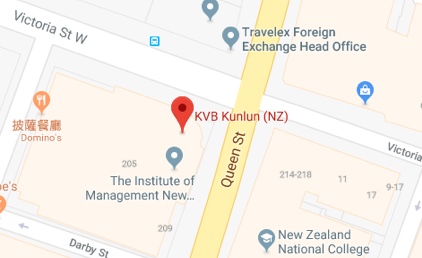 Victoria St W
Travelex Foreign
Exchange Head Office
KVB Kunlun (NZ)
披薩餐廳
Domino's
205
The Institute of
Management New...
Queen St
Victoria
214-218
11
17
9-17
209
Darby St
New Zealand
National College